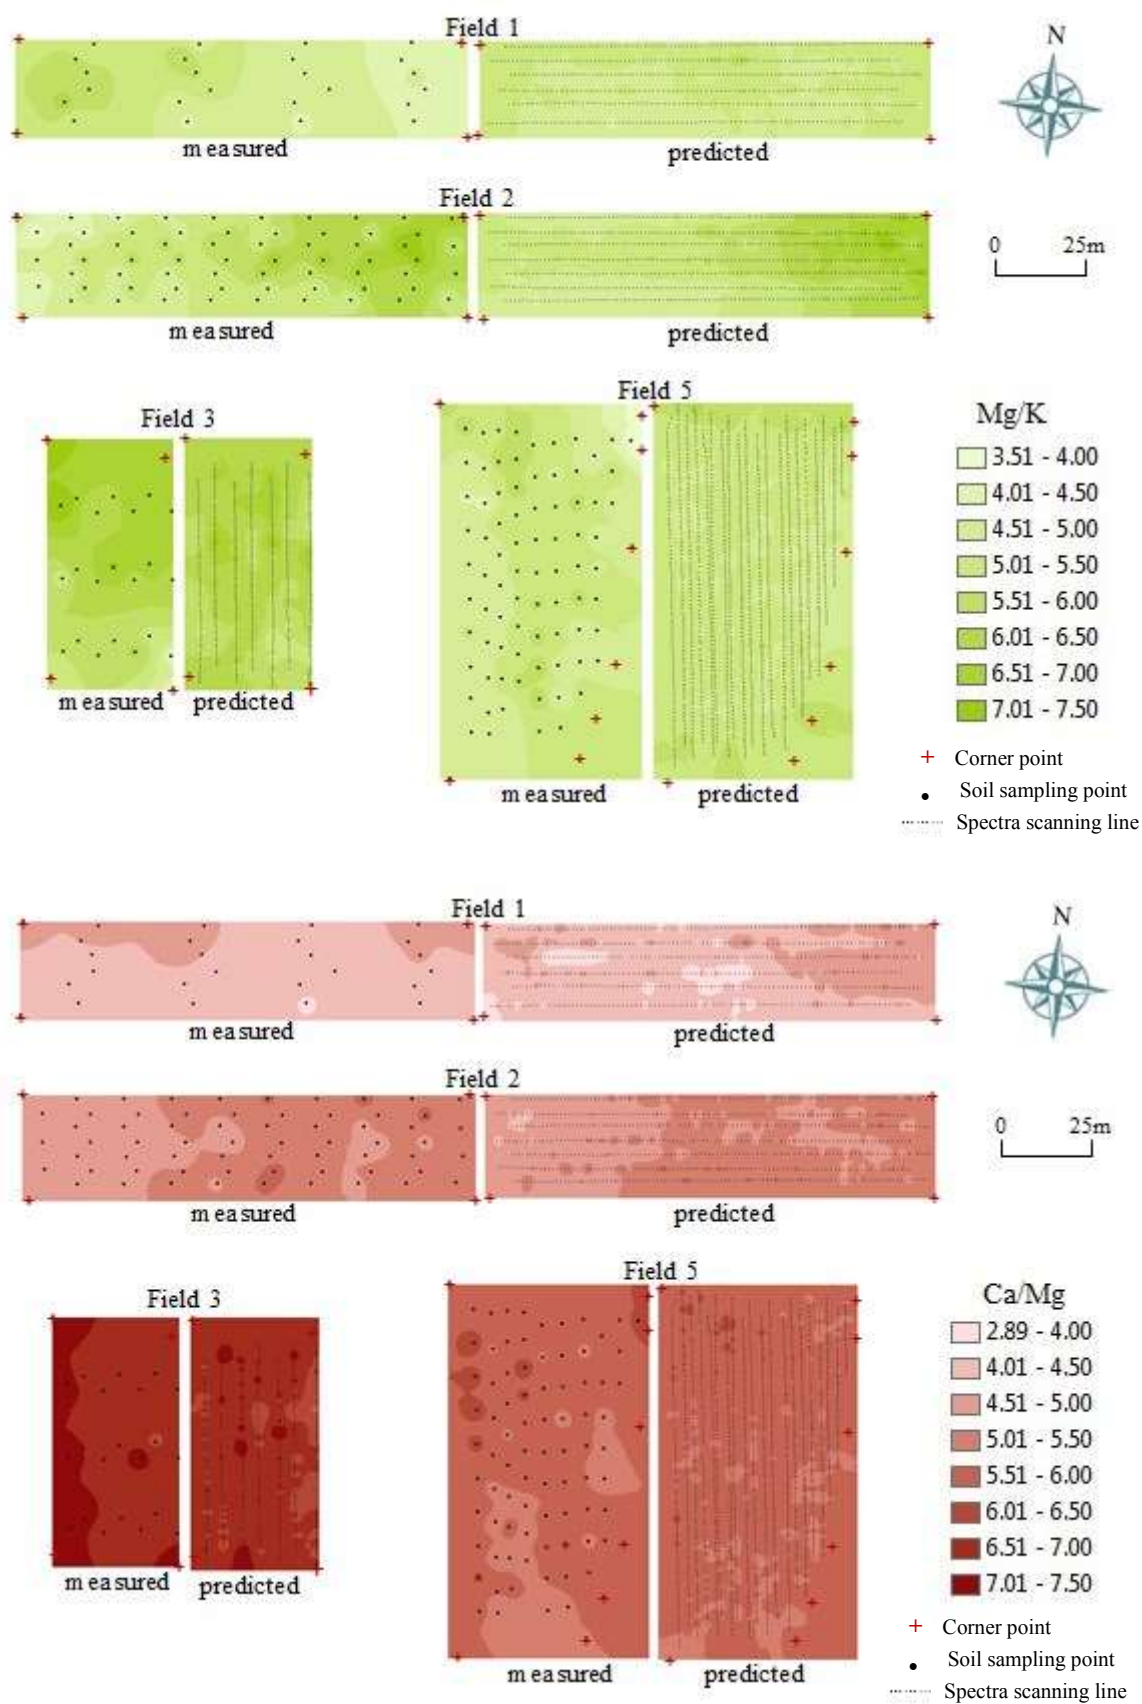 Field 1
N
measured
predicted
Field 2
0 25m
measured
predicted
Field 3
Field 5
Mg/K
3.51 - 4.00
4.01 - 4.50
4.51 - 5.00
5.01 - 5.50
5.51 - 6.00
6.01 - 6.50
6.51 - 7.00
7.01 - 7.50
measured
predicted
measured
predicted
Corner point
Soil sampling point
Spectra scanning line
Field 1
N
measured
predicted
Field 2
0 25m
measured
predicted
Field 3
Field 5
Ca/Mg
2.89 - 4.00
4.01 - 4.50
4.51 - 5.00
5.01 - 5.50
5.51 - 6.00
6.01 - 6.50
6.51 - 7.00
7.01 - 7.50
measured
predicted
measured
predicted
Corner point
Soil sampling point
Spectra scanning line